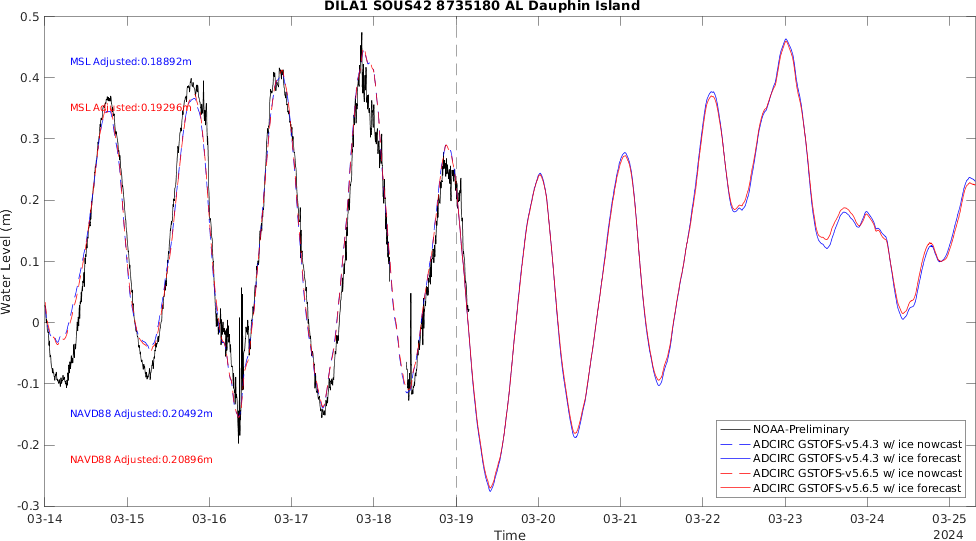 DILA1 SOUS42 8735180 AL Dauphin Island
0.5
0.4
0.3
0.2
0.1
0
-0.1
-0.2
-0.3
Water Level (m)
MSL Adjusted:0.18892m
MSL Adjusted:0.19296m
NAVD88 Adjusted:0.20492m
NAVD88 Adjusted:0.20896m
NOAA-Preliminary
ADCIRC GSTOFS-v5.4.3 w/ ice nowcast
ADCIRC GSTOFS-v5.4.3 w/ ice forecast
ADCIRC GSTOFS-v5.6.5 w/ ice nowcast
ADCIRC GSTOFS-v5.6.5 w/ ice forecast
03-14 03-15 03-16 03-17 03-18 03-19 03-20 03-21 03-22 03-23 03-24 03-25
Time
2024